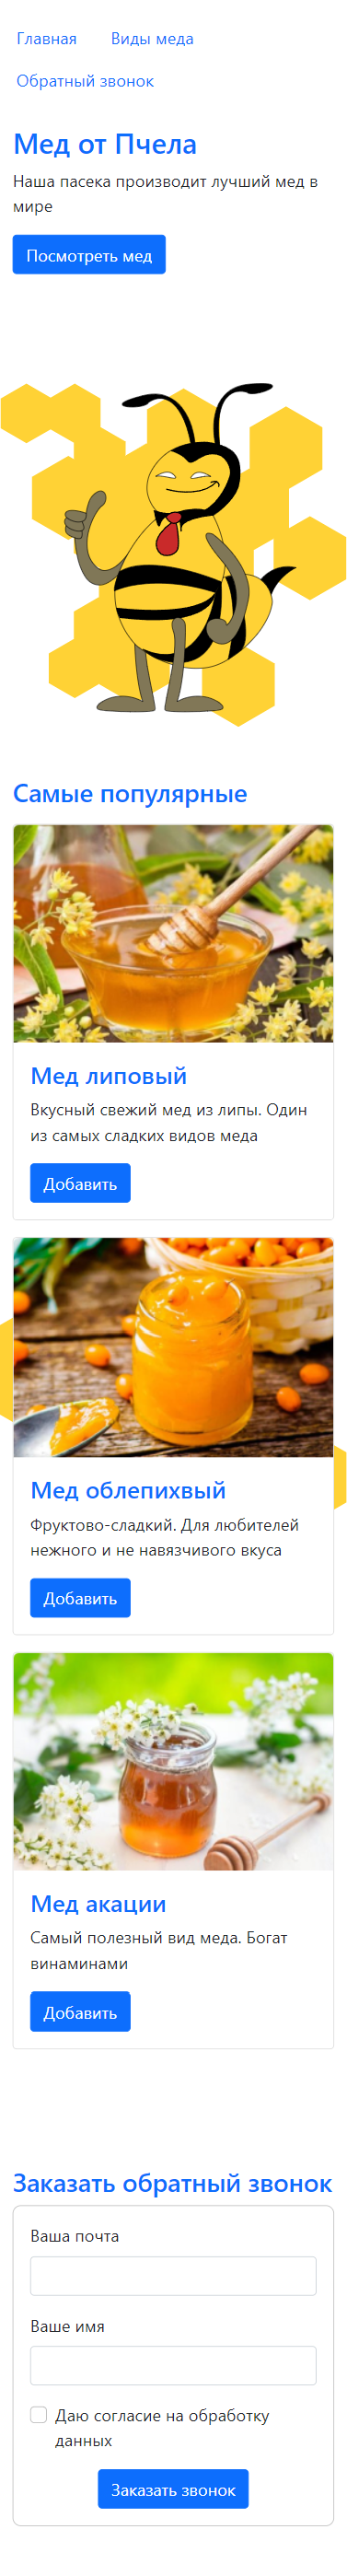 Главная Виды меда
Обратный звонок
Мед от Пчела
Наша пасека производит лучший мед в
мире
Посмотреть мед
Самые популярные
Мед липовый
Вкусный свежий мед из липы. Один
из самых сладких видов меда
Добавить
Мед облепихвый
Фруктово-сладкий. Для любителей
нежного и не навязчивого вкуса
Добавить
Мед акации
Самый полезный вид меда. Богат
винаминами
Добавить
Заказать обратный звонок
Ваша почта
Ваше имя
Даю согласие на обработку
данных
Заказать звонок